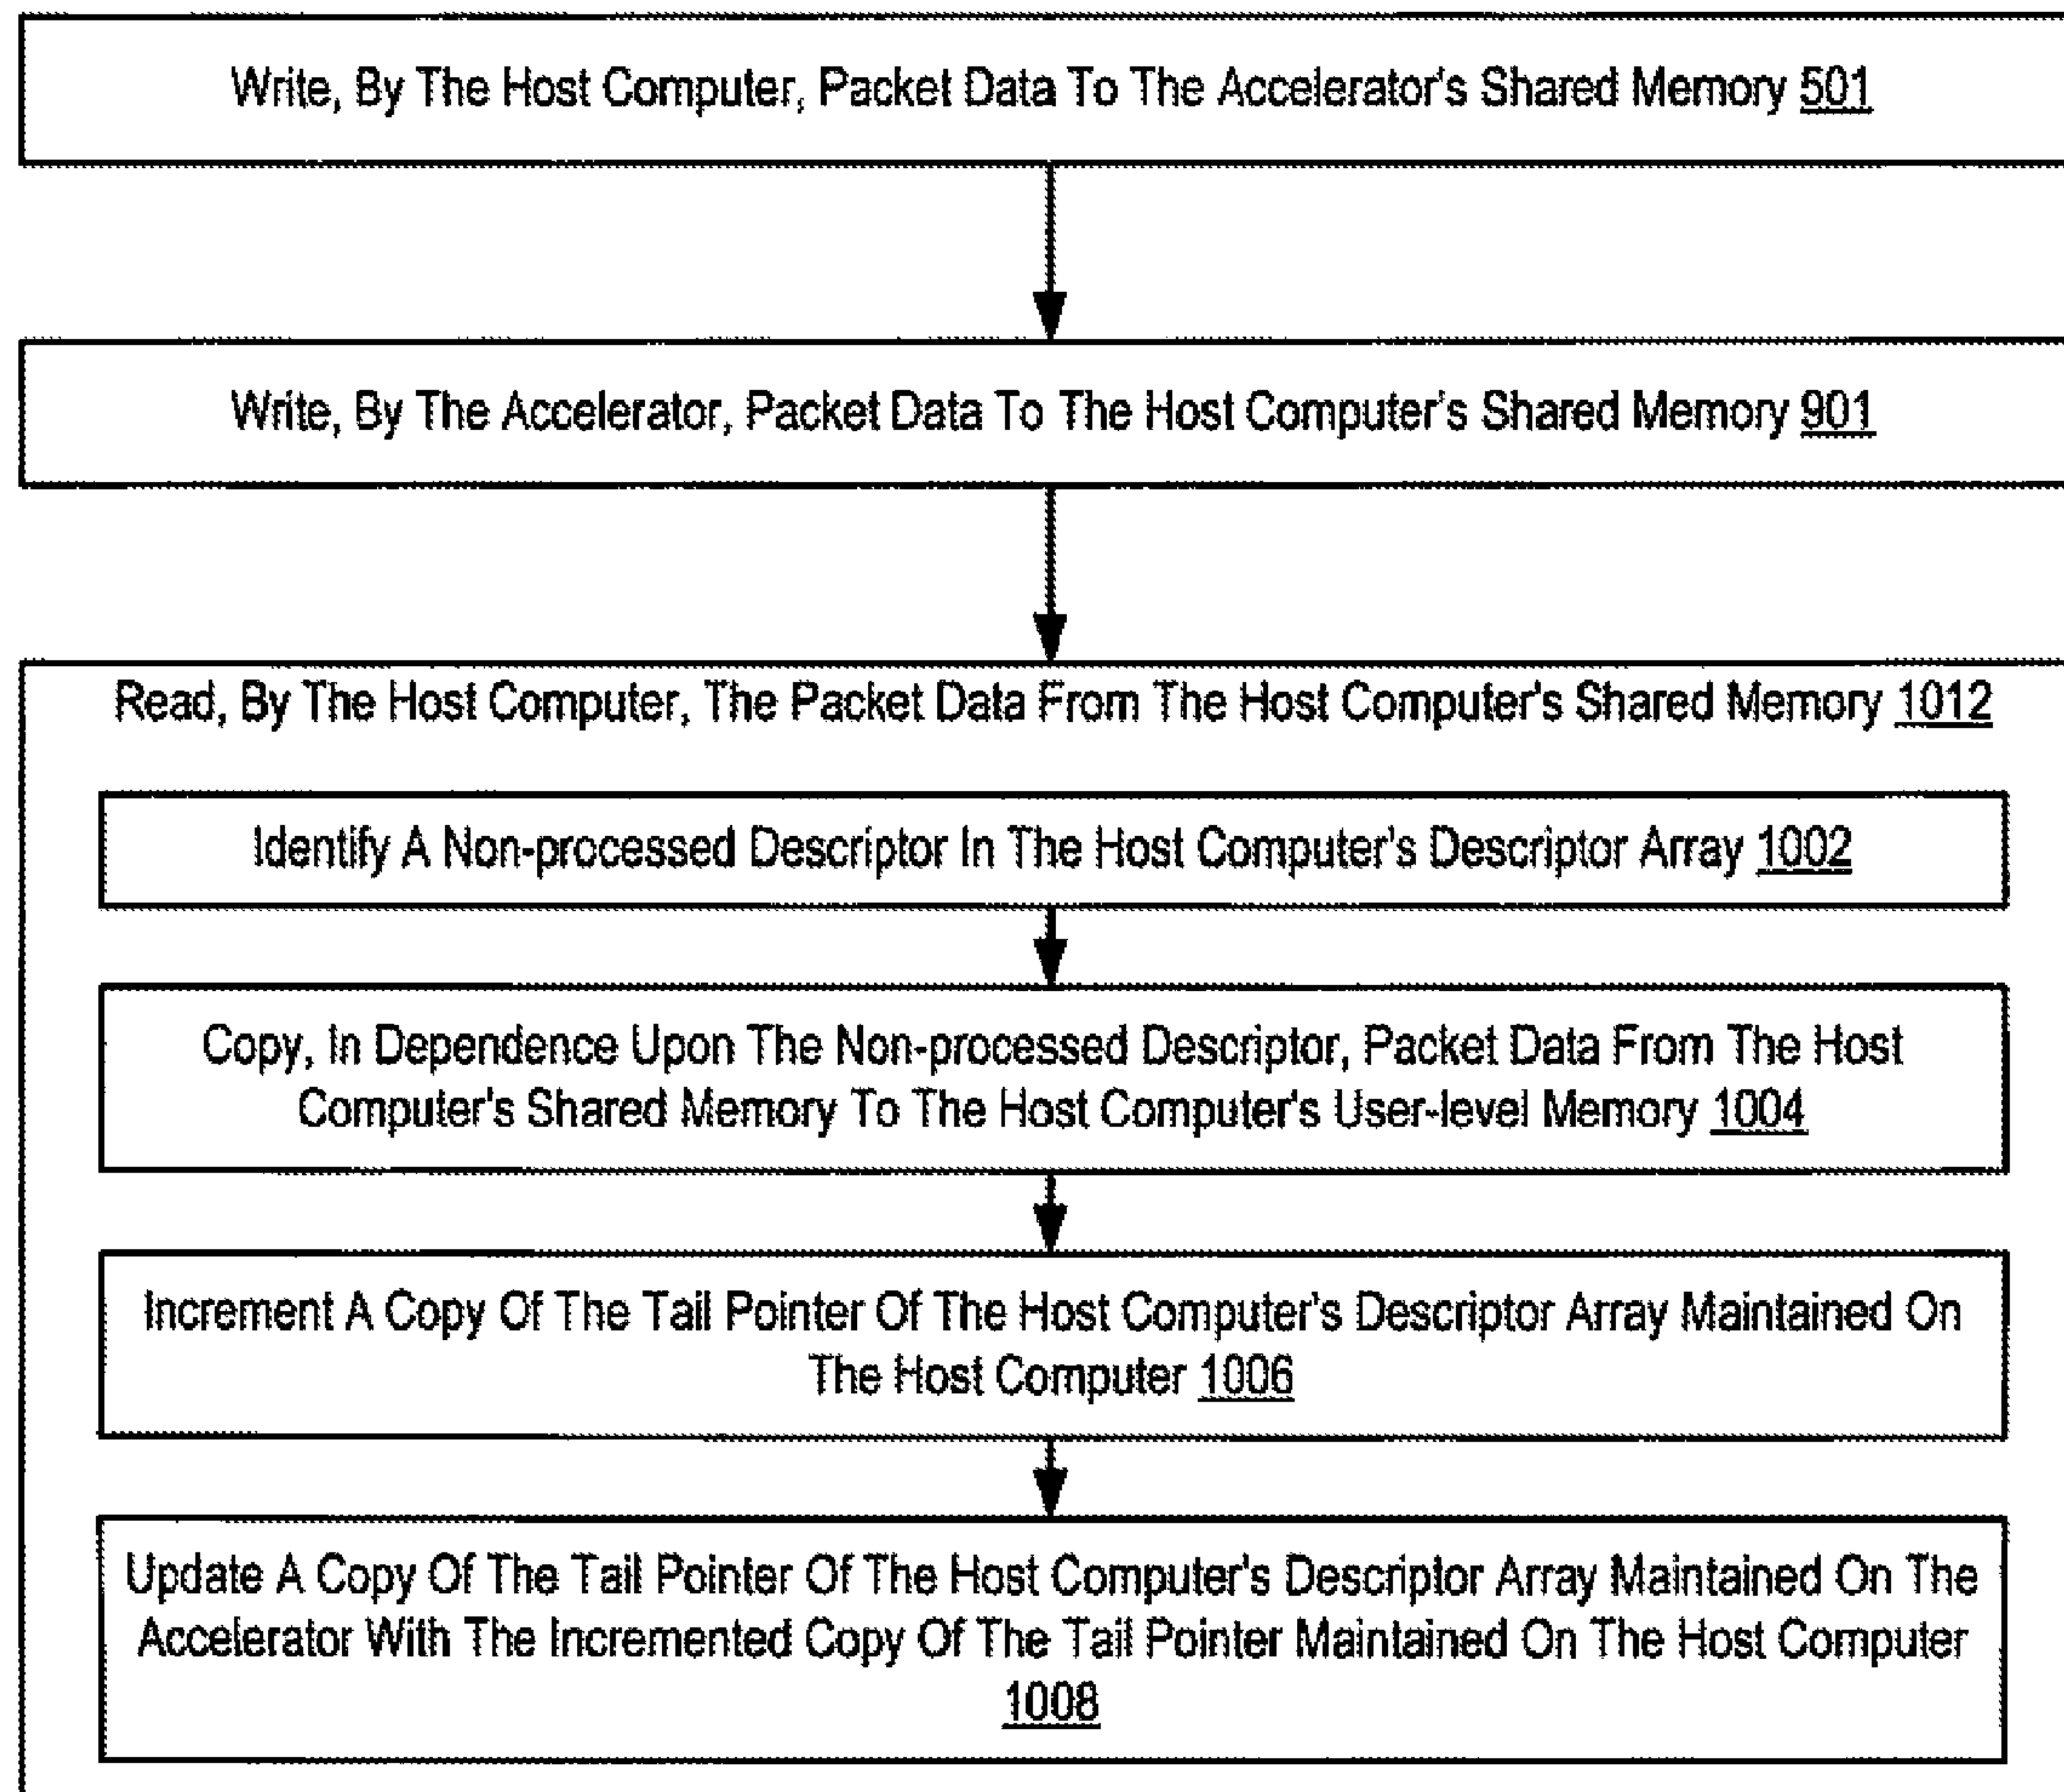 Write, By The Host Computer, Packet Data To The Accelerator's Shared Memory 501
Write, By The Accelerator, Packet Data To The Host Computer's Shared Memory 901
Read, By The Host Computer, The Packet Data From The Host Computer's Shared Memory 1012
Identify A Non-processed Descriptor In The Host Computer's Descriptor Array 1002
Copy, In Dependence Upon The Non-processed Descriptor, Packet Data From The Host
Computer's Shared Memory To The Host Computer's User-level Memory 1004
Increment A Copy Of The Tail Pointer Of The Host Computer's Descriptor Array Maintained On
The Host Computer 1006
Update A Copy Of The Tail Pointer Of The Host Computer's Descriptor Array Maintained On The
Accelerator With The Incremented Copy Of The Tail Pointer Maintained On The Host Computer
1008